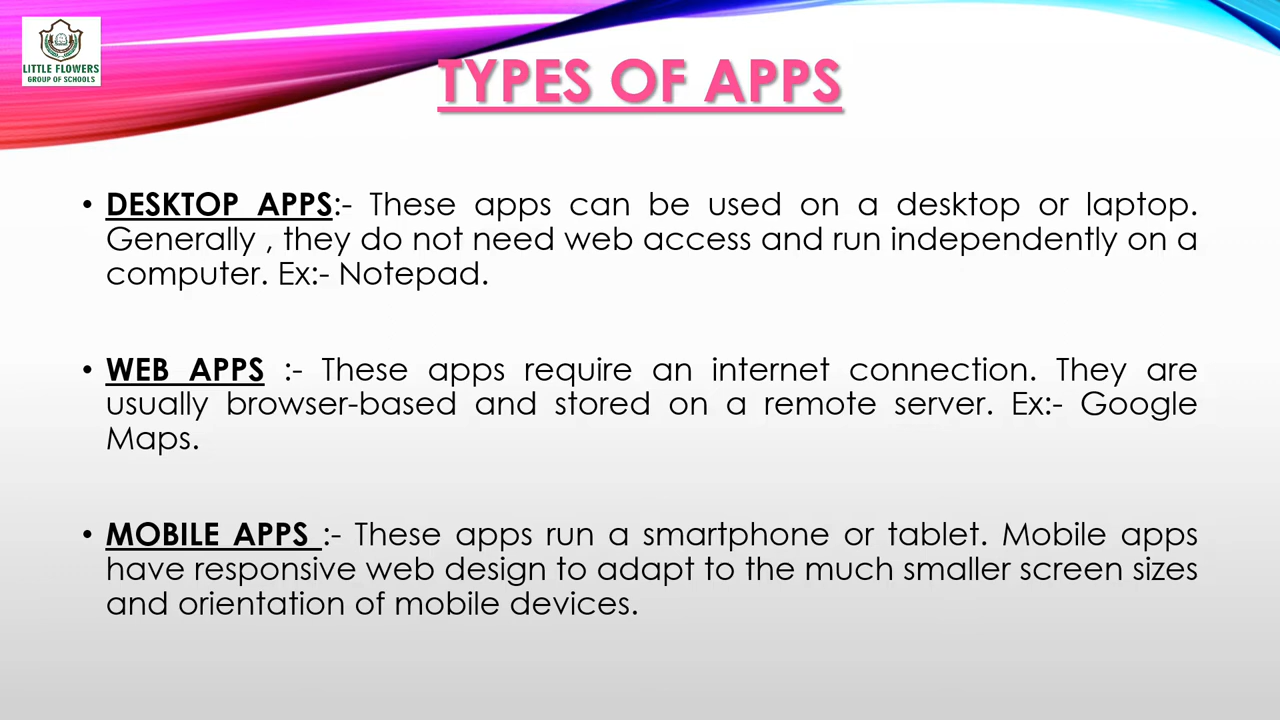 LITTLE FLOWERS
GROUP OF SCHOOLS
TYPES OF APPS
• DESKTOP APPS:- These apps can be used on a desktop or laptop.
Generally , they do not need web access and run independently on a
computer. Ex:- Notepad.
• WEB APPS :- These apps require an internet connection. They are
usually browser-based and stored on a remote server. Ex:- Google
Maps.
• MOBILE APPS :- These apps run a smartphone or tablet. Mobile apps
have responsive web design to adapt to the much smaller screen sizes
and orientation of mobile devices.